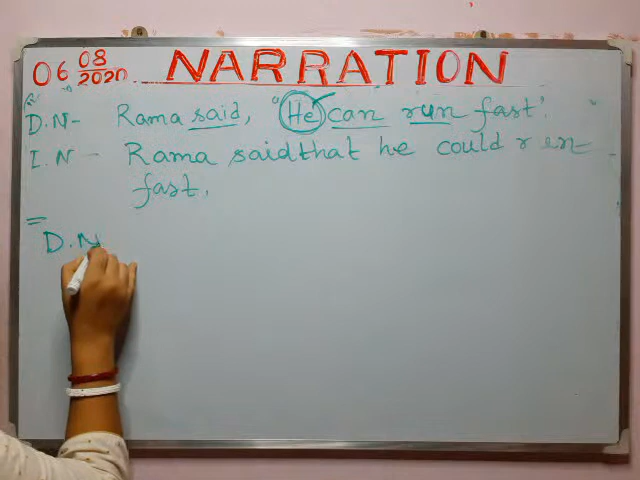 06 08/2020 NARRATION
D.N- Rama said, "He can run fast".
I.N - Rama said that he could run
fast.
=
D.N